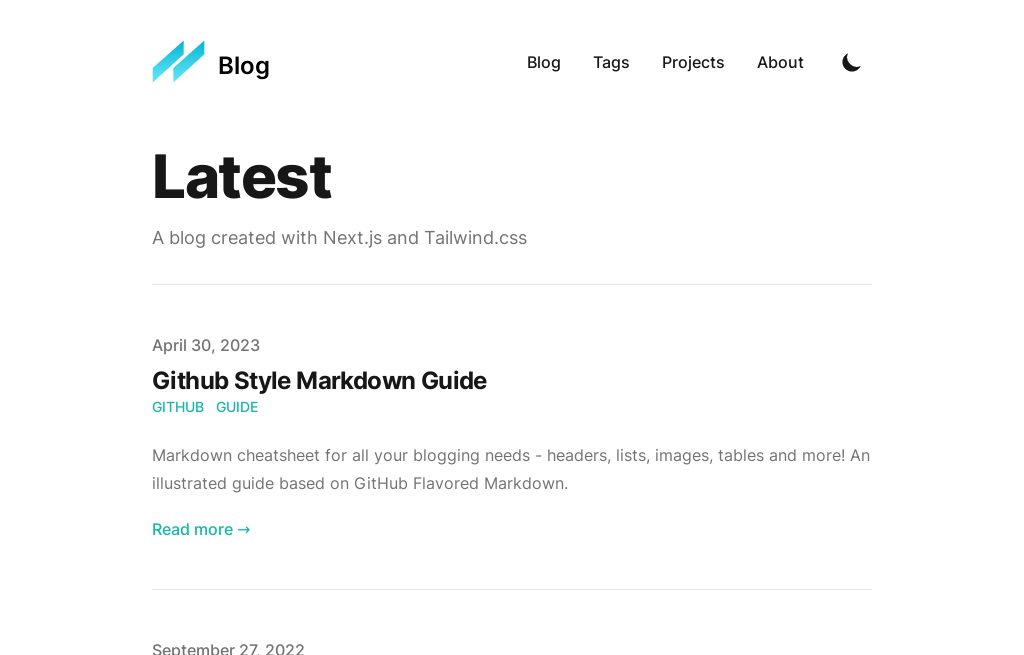 Blog
Blog Tags Projects About
Latest
A blog created with Next.js and Tailwind.css
April 30, 2023
Github Style Markdown Guide
GITHUB GUIDE
Markdown cheatsheet for all your blogging needs - headers, lists, images, tables and more! An
illustrated guide based on GitHub Flavored Markdown.
Read more →
September 27, 2022